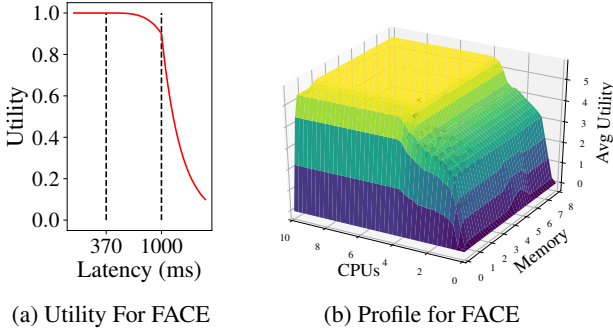 1.0
0.8
0.6
0.4
0.2
0.0
Utility
370 1000
Latency (ms)
(a) Utility For FACE
5
4
3
2
1
0
Avg Utility
10 8 6 4 2 0
CPUs
0 1 2 3 4 5 6 7 8
Memory
(b) Profile for FACE